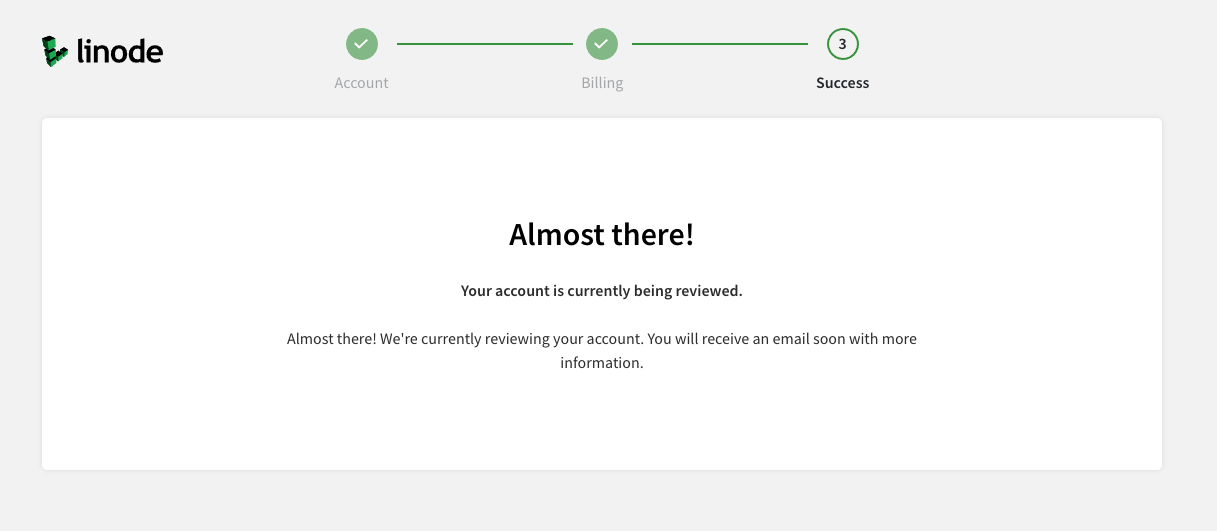 linode
3
Account
Billing
Success
Almost there!
Your account is currently being reviewed.
Almost there! We're currently reviewing your account. You will receive an email soon with more
information.